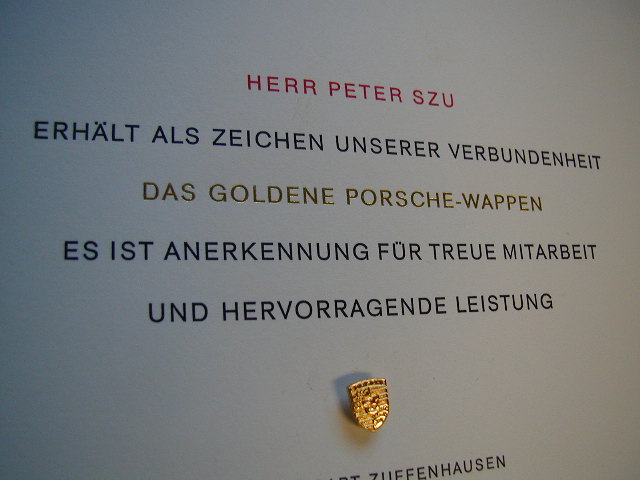 HERR PETER SZU
ERHÄLT ALS ZEICHEN UNSERER VERBUNDENHEIT
DAS GOLDENE PORSCHE-WAPPEN
ES IST ANERKENNUNG FÜR TREUE MITARBEIT
UND HERVORRAGENDE LEISTUNG
ZUFFENHAUSEN